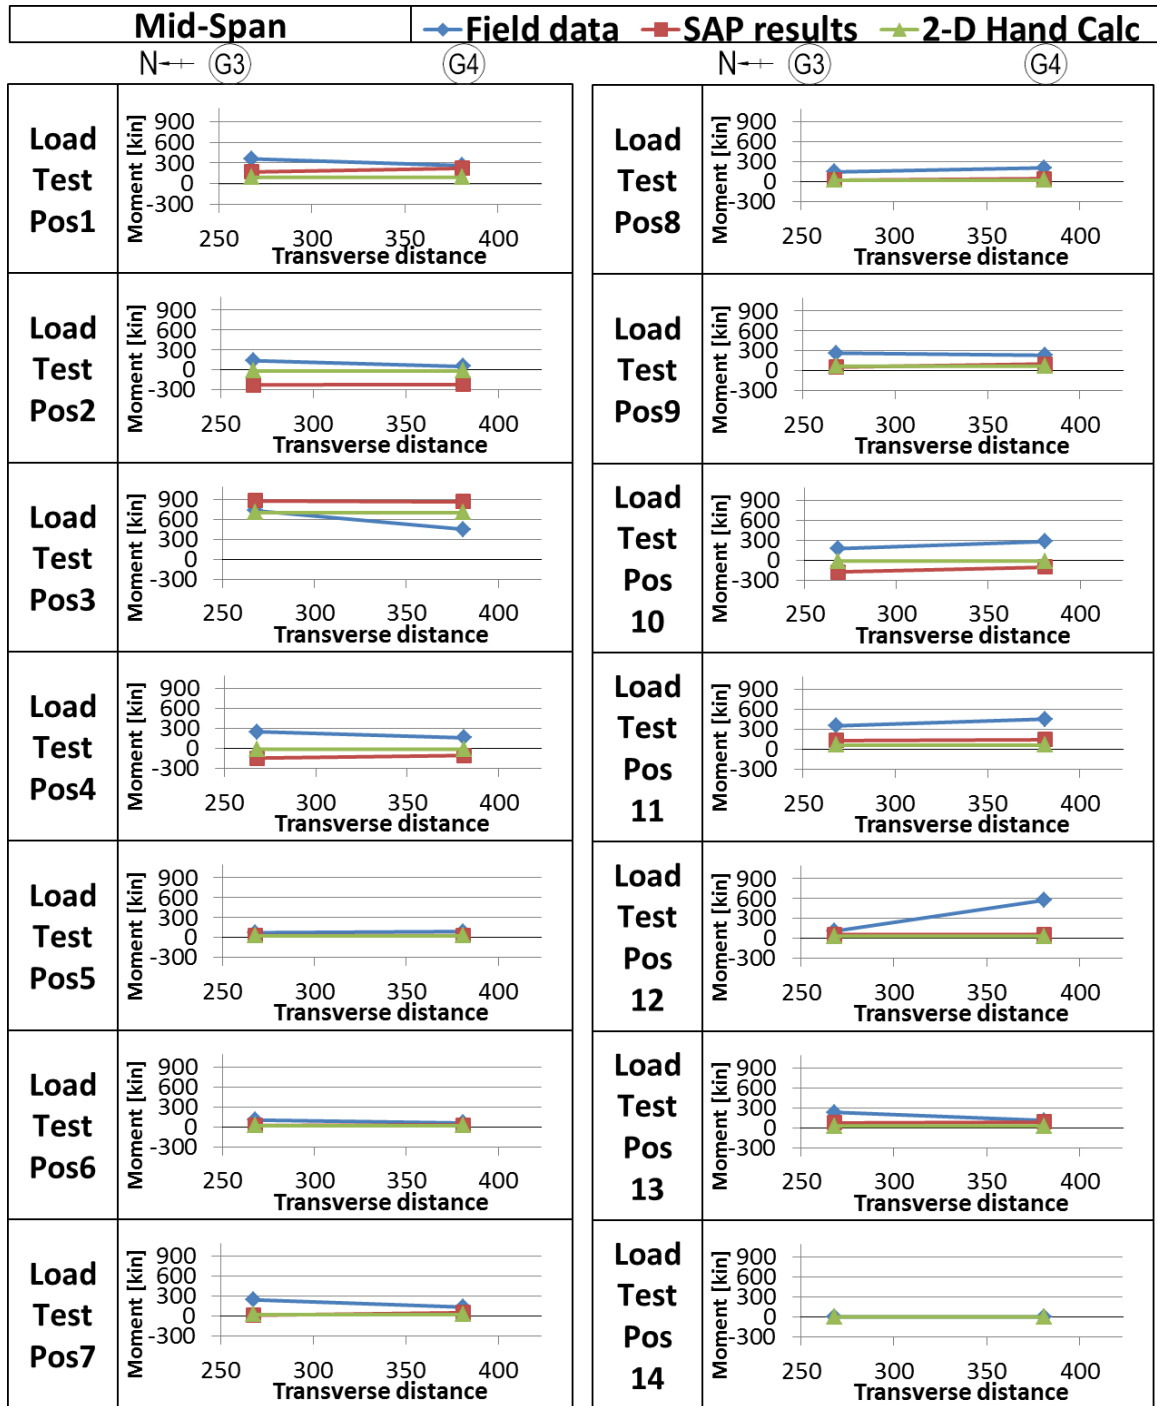 Mid-Span
Field data SAP results 2-D Hand Calc
N G3 G4
N G3 G4
Load
Test
Pos1
Moment [kin]
900
600
300
0
-300
250 300 350 400
Transverse distance
Load
Test
Pos2
Moment [kin]
900
600
300
0
-300
250 300 350 400
Transverse distance
Load
Test
Pos3
Moment [kin]
900
600
300
0
-300
250 300 350 400
Transverse distance
Load
Test
Pos4
Moment [kin]
900
600
300
0
-300
250 300 350 400
Transverse distance
Load
Test
Pos5
Moment [kin]
900
600
300
0
-300
250 300 350 400
Transverse distance
Load
Test
Pos6
Moment [kin]
900
600
300
0
-300
250 300 350 400
Transverse distance
Load
Test
Pos7
Moment [kin]
900
600
300
0
-300
250 300 350 400
Transverse distance
Load
Test
Pos8
Moment [kin]
900
600
300
0
-300
250 300 350 400
Transverse distance
Load
Test
Pos9
Moment [kin]
900
600
300
0
-300
250 300 350 400
Transverse distance
Load
Test
Pos
10
Moment [kin]
900
600
300
0
-300
250 300 350 400
Transverse distance
Load
Test
Pos
11
Moment [kin]
900
600
300
0
-300
250 300 350 400
Transverse distance
Load
Test
Pos
12
Moment [kin]
900
600
300
0
-300
250 300 350 400
Transverse distance
Load
Test
Pos
13
Moment [kin]
900
600
300
0
-300
250 300 350 400
Transverse distance
Load
Test
Pos
14
Moment [kin]
900
600
300
0
-300
250 300 350 400
Transverse distance